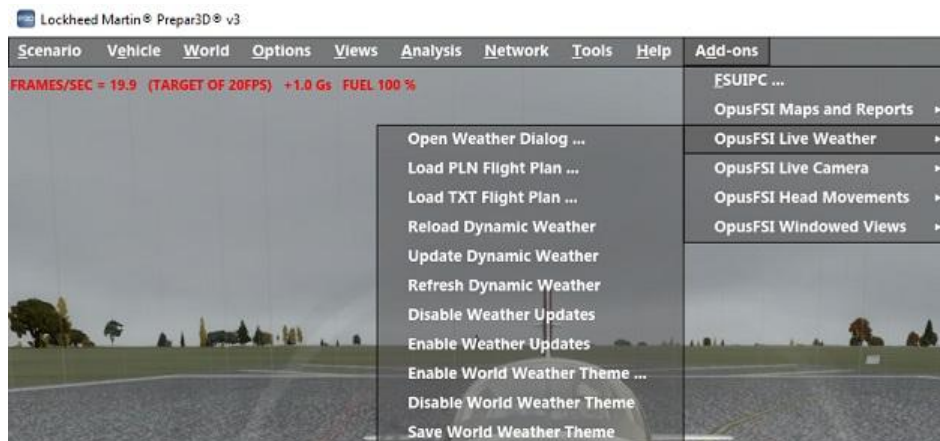 Lockheed Martin® Prepar3D® v3
Scenario Vehicle World Options Views Analysis Network Tools Help Add-ons
FRAMES/SEC = 19.9 (TARGET OF 20FPS) +1.0 Gs FUEL 100 %
FSUIPC ...
OpusFSI Maps and Reports
OpusFSI Live Weather
OpusFSI Live Camera
OpusFSI Head Movements
OpusFSI Windowed Views
Open Weather Dialog ...
Load PLN Flight Plan ...
Load TXT Flight Plan ...
Reload Dynamic Weather
Update Dynamic Weather
Refresh Dynamic Weather
Disable Weather Updates
Enable Weather Updates
Enable World Weather Theme ...
Disable World Weather Theme
Save World Weather Theme